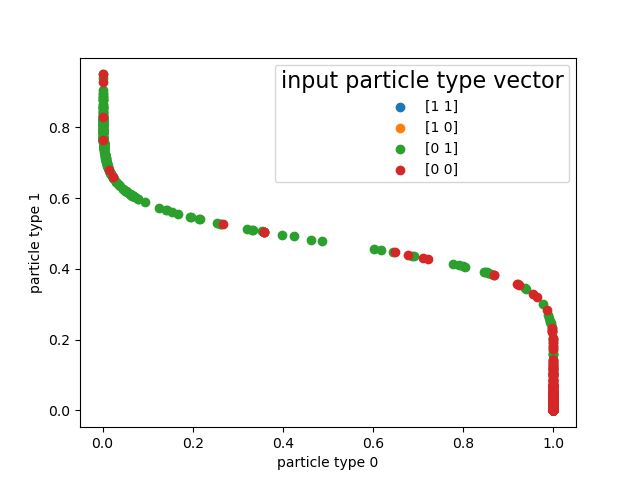 input particle type vector
[1 1]
[1 0]
[0 1]
[0 0]
0.8
0.6
0.4
0.2
0.0
particle type 1
0.0 0.2 0.4 0.6 0.8 1.0
particle type 0